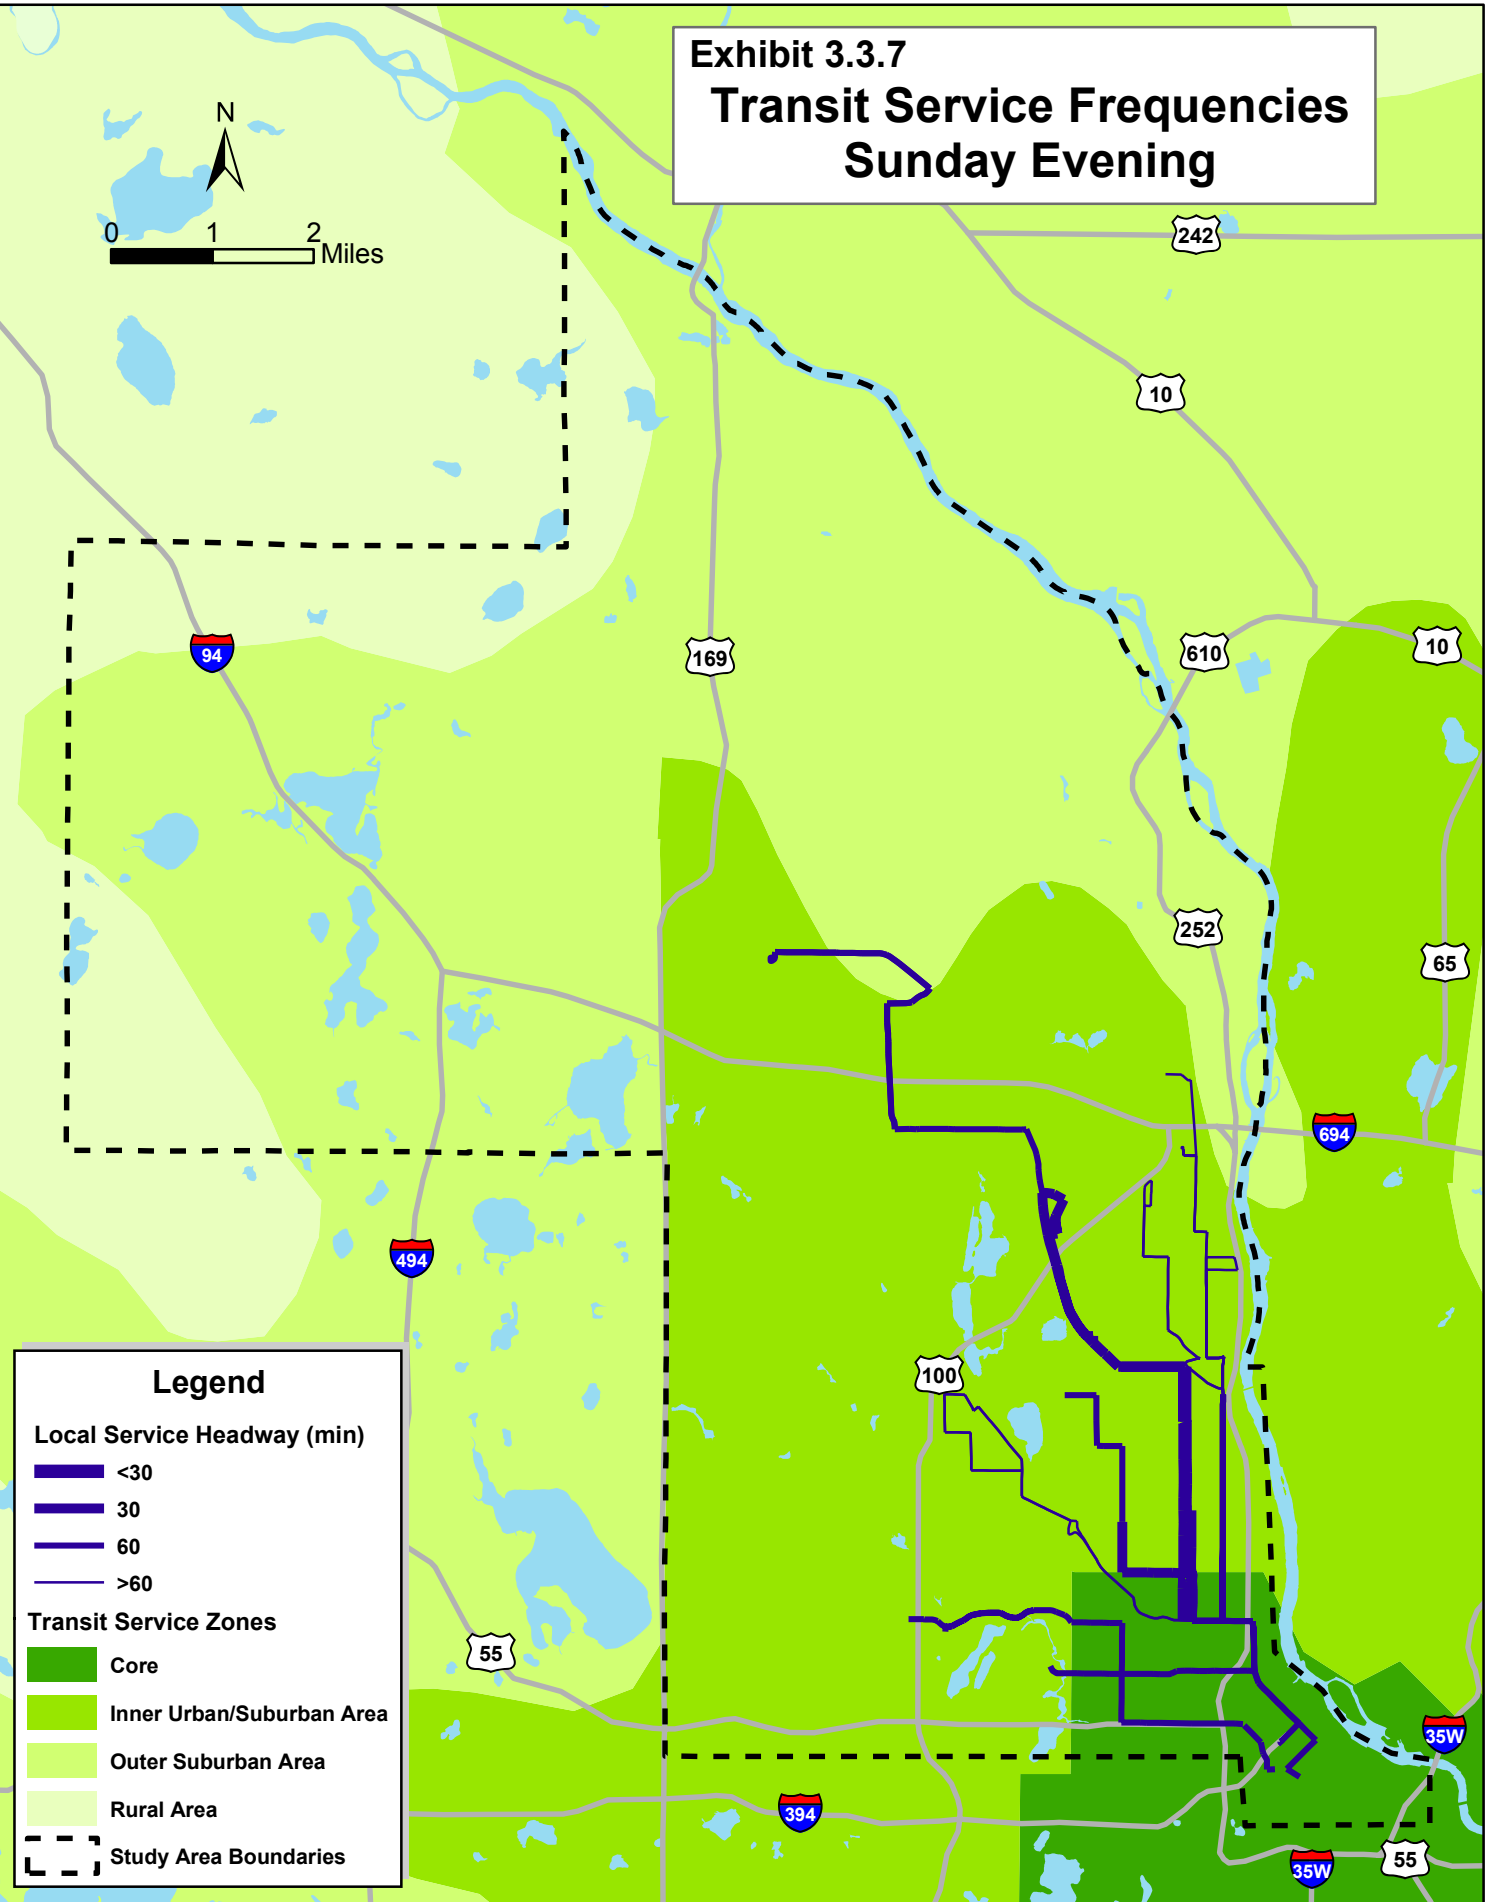 Exhibit 3.3.7
Transit Service Frequencies
Sunday Evening
N
0 1 2
Miles
242
10
94
169
610
10
252
65
694
494
100
55
35W
394
35W
55
Legend
Local Service Headway (min)
<30
30
60
>60
Transit Service Zones
Core
Inner Urban/Suburban Area
Outer Suburban Area
Rural Area
Study Area Boundaries